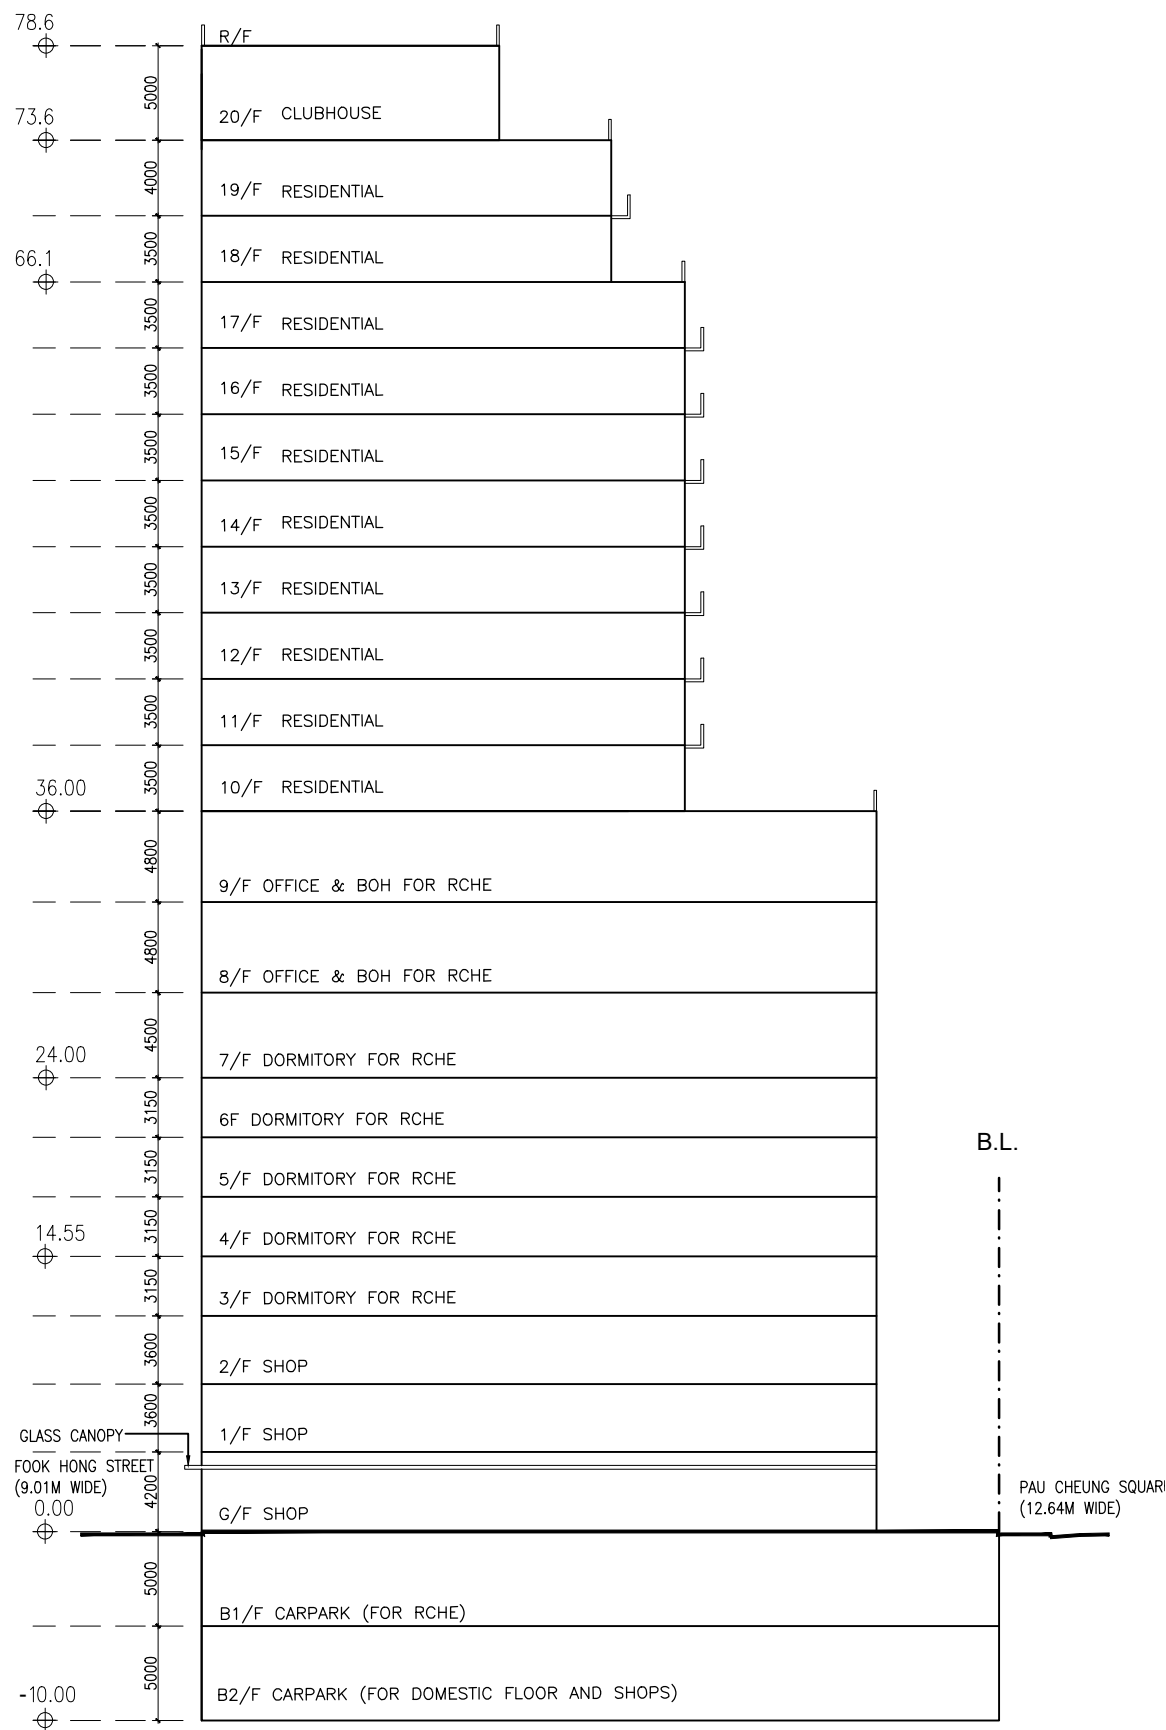 78.6
R/F
5000
73.6
20/F CLUBHOUSE
4000
19/F RESIDENTIAL
3500
66.1
18/F RESIDENTIAL
3500
17/F RESIDENTIAL
3500
16/F RESIDENTIAL
3500
15/F RESIDENTIAL
3500
14/F RESIDENTIAL
3500
13/F RESIDENTIAL
3500
12/F RESIDENTIAL
3500
11/F RESIDENTIAL
3500
36.00
10/F RESIDENTIAL
4800
9/F OFFICE & BOH FOR RCHE
4800
8/F OFFICE & BOH FOR RCHE
4500
24.00
7/F DORMITORY FOR RCHE
3150
6F DORMITORY FOR RCHE
B.L.
3150
5/F DORMITORY FOR RCHE
3150
14.55
4/F DORMITORY FOR RCHE
3150
3/F DORMITORY FOR RCHE
3600
2/F SHOP
3600
1/F SHOP
GLASS CANOPY
FOOK HONG STREET
(9.01M WIDE)
4200
0.00
G/F SHOP
PAU CHEUNG SQUARE
(12.64M WIDE)
5000
B1/F CARPARK (FOR RCHE)
5000
-10.00
B2/F CARPARK (FOR DOMESTIC FLOOR AND SHOPS)